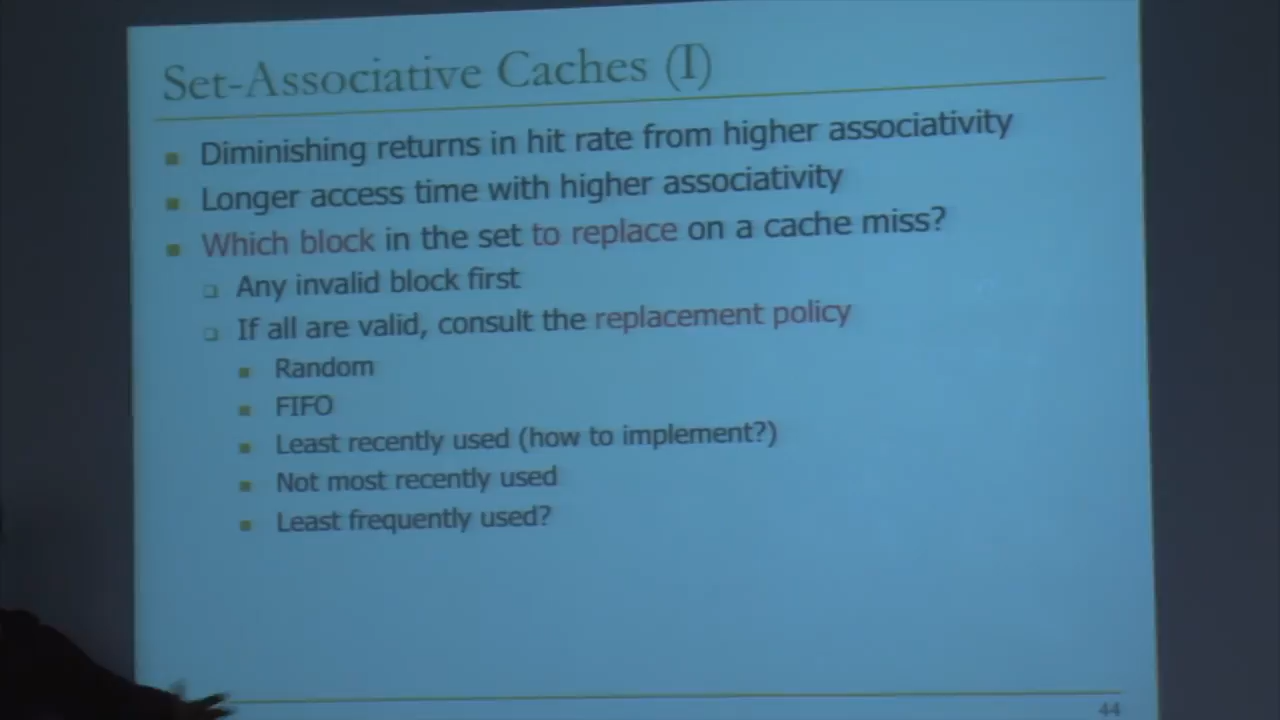 Set-Associative Caches (I)
Diminishing returns in hit rate from higher associativity
Longer access time with higher associativity
Which block in the set to replace on a cache miss?
Any invalid block first
If all are valid, consult the replacement policy
Random
FIFO
Least recently used (how to implement?)
Not most recently used
Least frequently used?
44